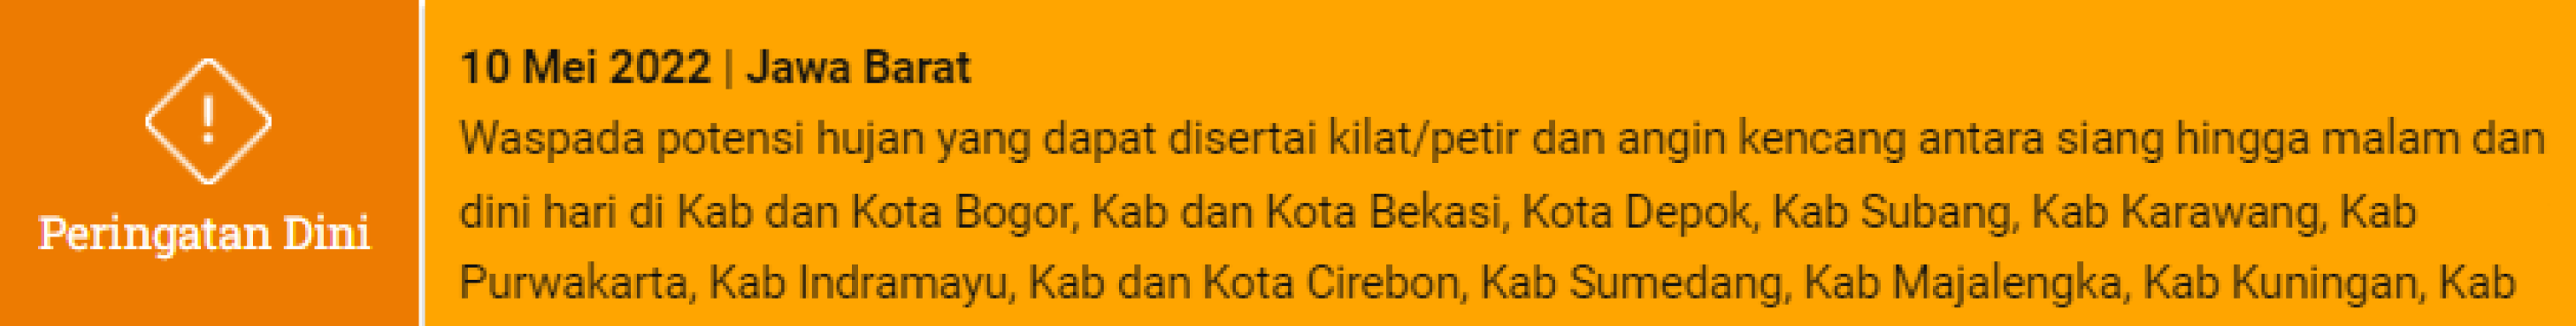 Peringatan Dini
10 Mei 2022 | Jawa Barat
Waspada potensi hujan yang dapat disertai kilat/petir dan angin kencang antara siang hingga malam dan
dini hari di Kab dan Kota Bogor, Kab dan Kota Bekasi, Kota Depok, Kab Subang, Kab Karawang, Kab
Purwakarta, Kab Indramayu, Kab dan Kota Cirebon, Kab Sumedang, Kab Majalengka, Kab Kuningan, Kab